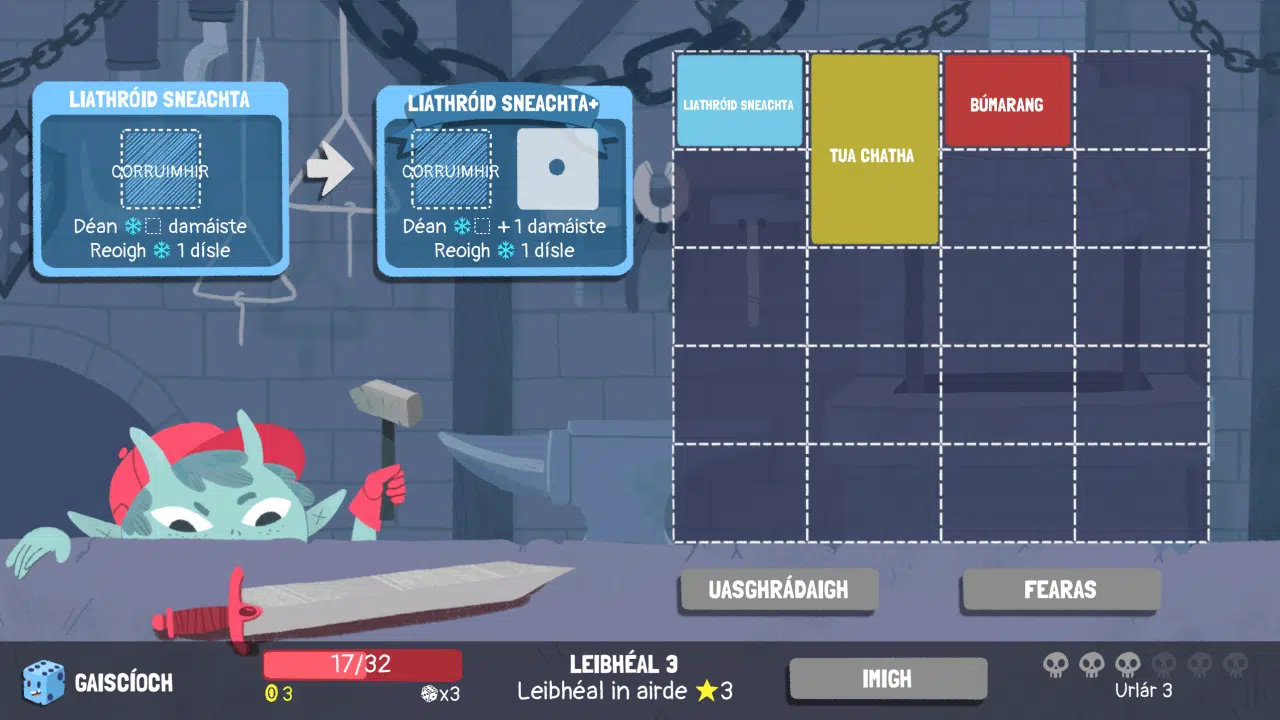 LIATHRÓID SNEACHTA
CORRUIMHIR
Déan damáiste
Reoigh 1 dísle
LIATHRÓID SNEACHTA+
CORRUIMHIR
Déan + 1 damáiste
Reoigh 1 dísle
LIATHRÓID SNEACHTA
TUA CHATHA
BÚMARANG
UASGHRÁDAIGH
FEARAS
GAISCÍOCH
17/32
3
x3
LEIBHÉAL 3
Leibhéal in airde 3
IMIGH
Urlár 3